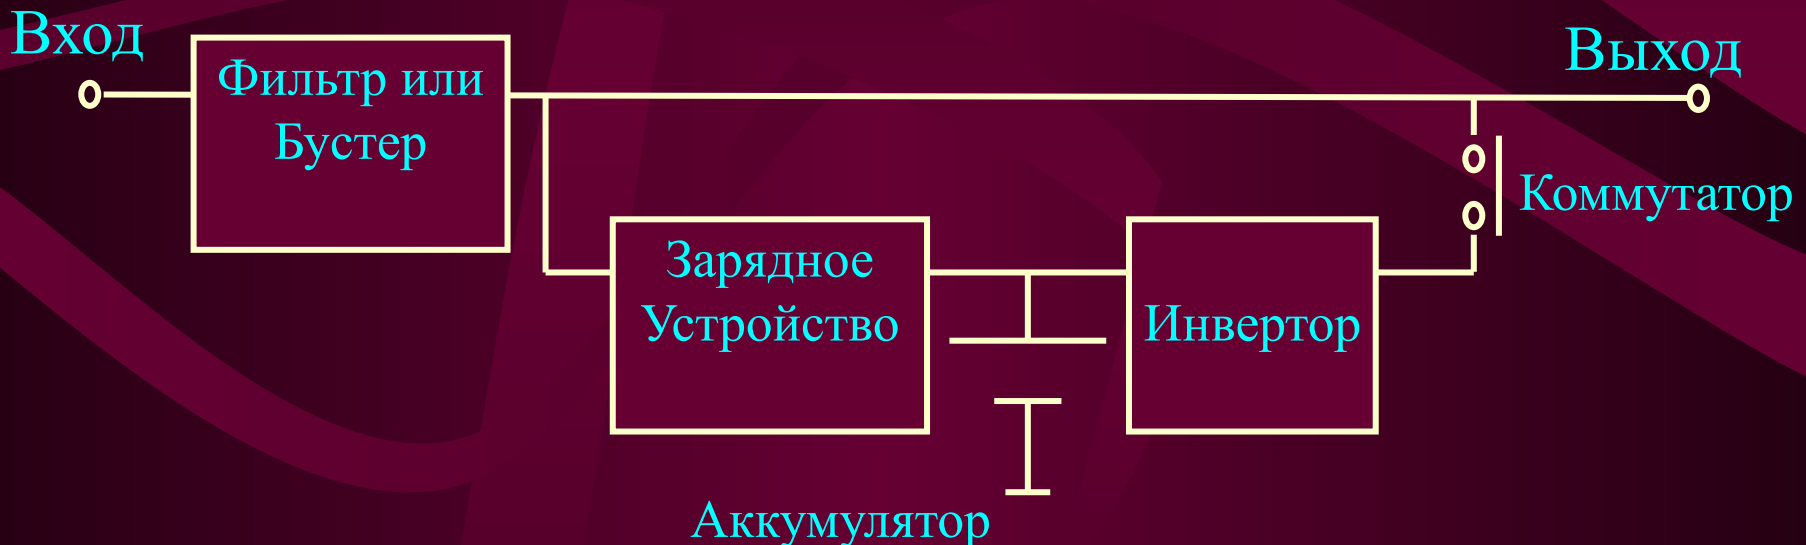 Вход
Фильтр или
Бустер
Выход
Коммутатор
Зарядное
Устройство
Инвертор
Аккумулятор